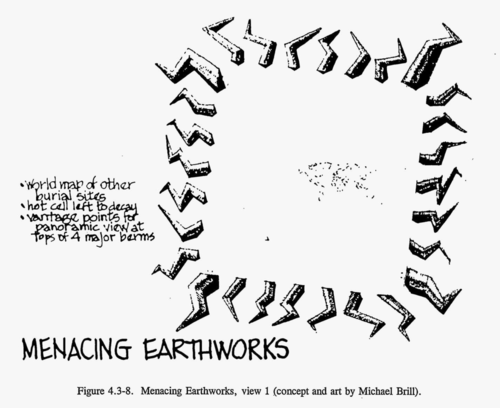 •world map of other
burial sites
•hot cell left to decay
•vantage points for
panoramic view at
tops of 4 major berms
MENACING EARTHWORKS
Figure 4.3-8. Menacing Earthworks, view 1 (concept and art by Michael Brill).